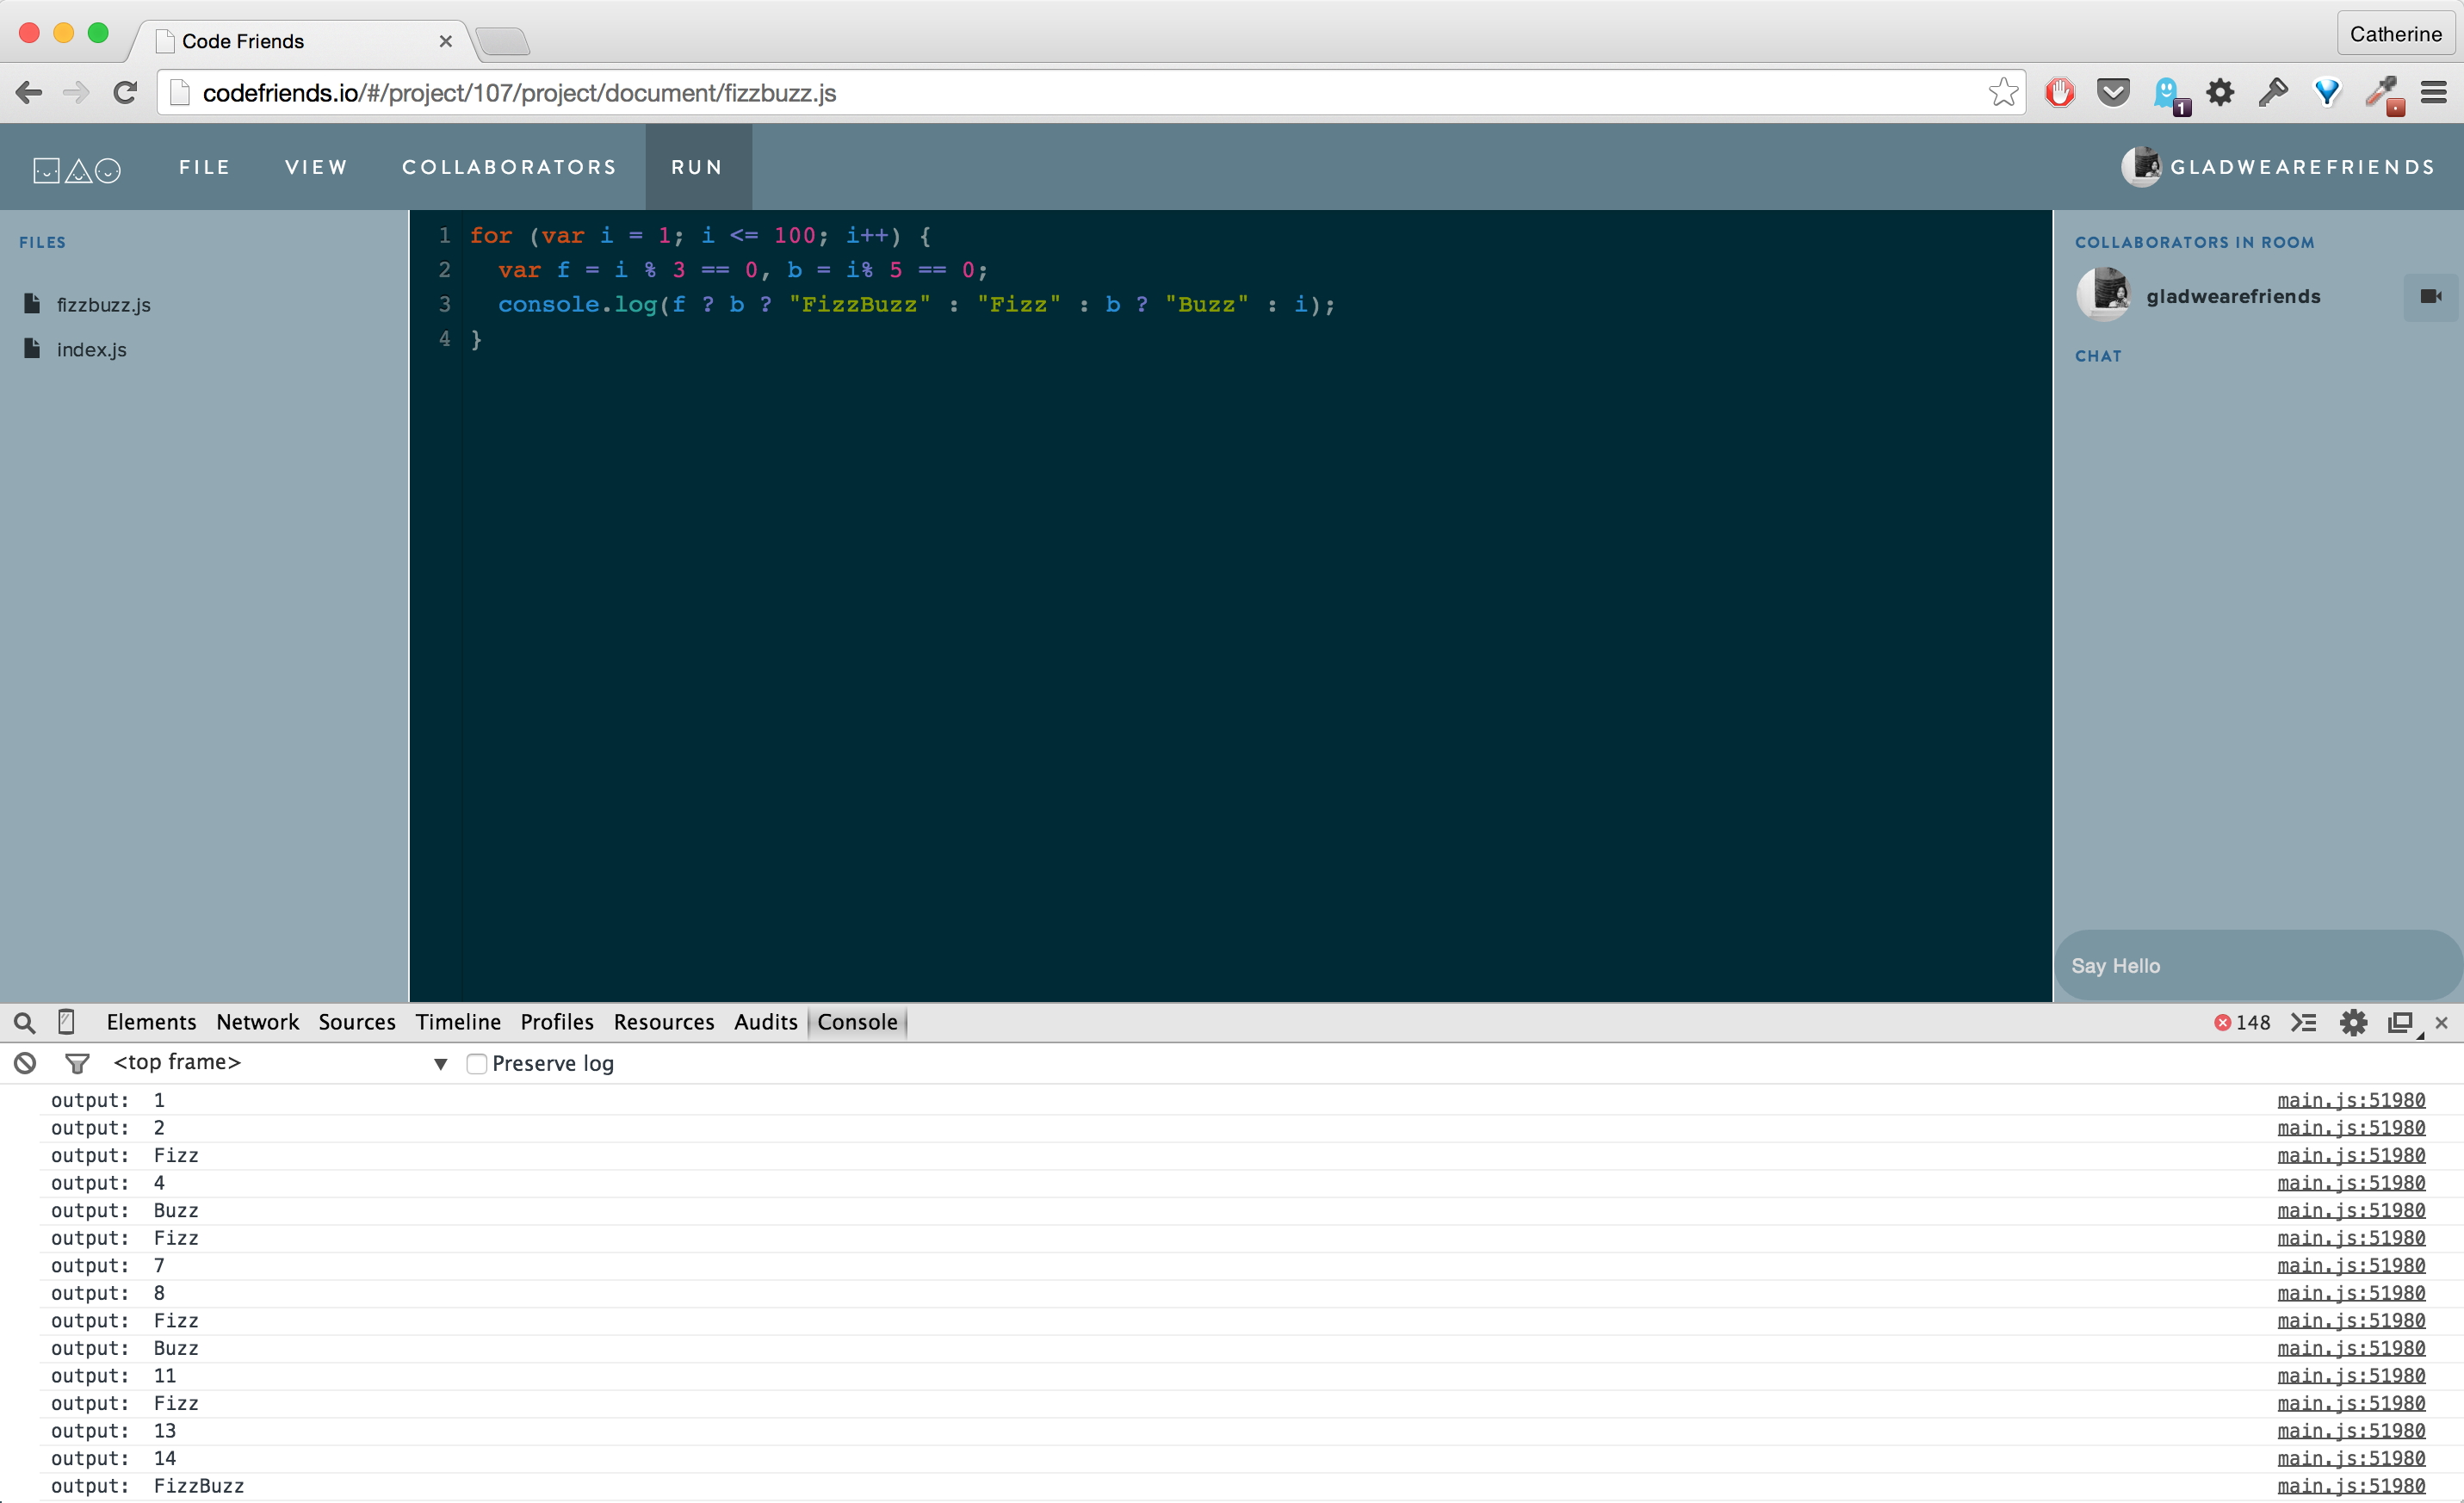 Code Friends
Catherine
codefriends.io/#/project/107/project/document/fizzbuzz.js
1
FILE VIEW COLLABORATORS RUN GLADWEAREFRIENDS
FILES
fizzbuzz.js
index.js
1 for (var i = 1; i <= 100; i++) {
2 var f = i % 3 == 0, b = i% 5 == 0;
3 console.log(f ? b ? "FizzBuzz" : "Fizz" : b ? "Buzz" : i);
4 }
COLLABORATORS IN ROOM
gladwearefriends
CHAT
Say Hello
Elements Network Sources Timeline Profiles Resources Audits Console 148
<top frame> Preserve log
output: 1 main.js:51980
output: 2 main.js:51980
output: Fizz main.js:51980
output: 4 main.js:51980
output: Buzz main.js:51980
output: Fizz main.js:51980
output: 7 main.js:51980
output: 8 main.js:51980
output: Fizz main.js:51980
output: Buzz main.js:51980
output: 11 main.js:51980
output: Fizz main.js:51980
output: 13 main.js:51980
output: 14 main.js:51980
output: FizzBuzz main.js:51980